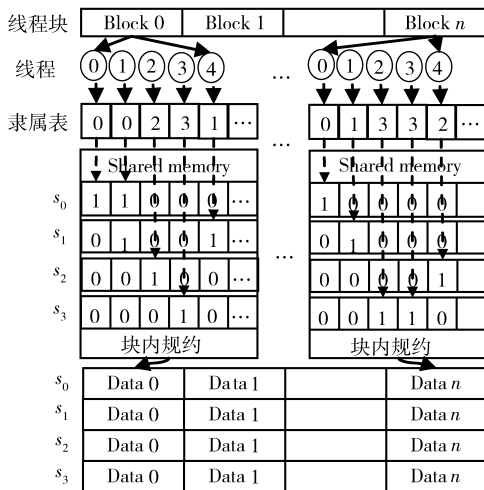 线程块 Block 0 Block 1 Block n
线程 0 1 2 3 4 … 0 1 2 3 4
隶属表 0 0 2 3 1 … … 0 1 3 3 2 …
Shared memory Shared memory
s0 1 1 0 0 0 … 1 0 0 0 0
s1 0 1 0 0 1 … … 0 1 0 0 0
s2 0 0 1 0 0 … 0 0 0 0 1
s3 0 0 0 1 0 … 0 0 1 1 0
块内规约 块内规约
s0 Data 0 Data 1 Data n
s1 Data 0 Data 1 Data n
s2 Data 0 Data 1 Data n
s3 Data 0 Data 1 Data n